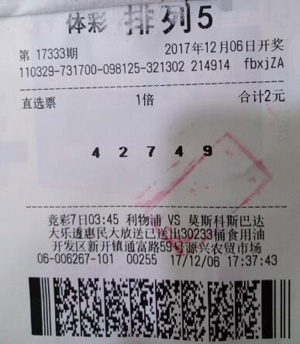 体彩 排列5
第 17333期 2017年12月06日开奖
110329-731700-098125-321302 214914 fbxjZA
直选票 1倍 合计2元
4 2 7 4 9
竞彩7日03:45 利物浦 VS 莫斯科斯巴达
大乐透惠民大放送已送出30233桶食用油
开发区新开镇通富路59号源兴农贸市场
06-006267-101 00255 17/12/06 17:37:43